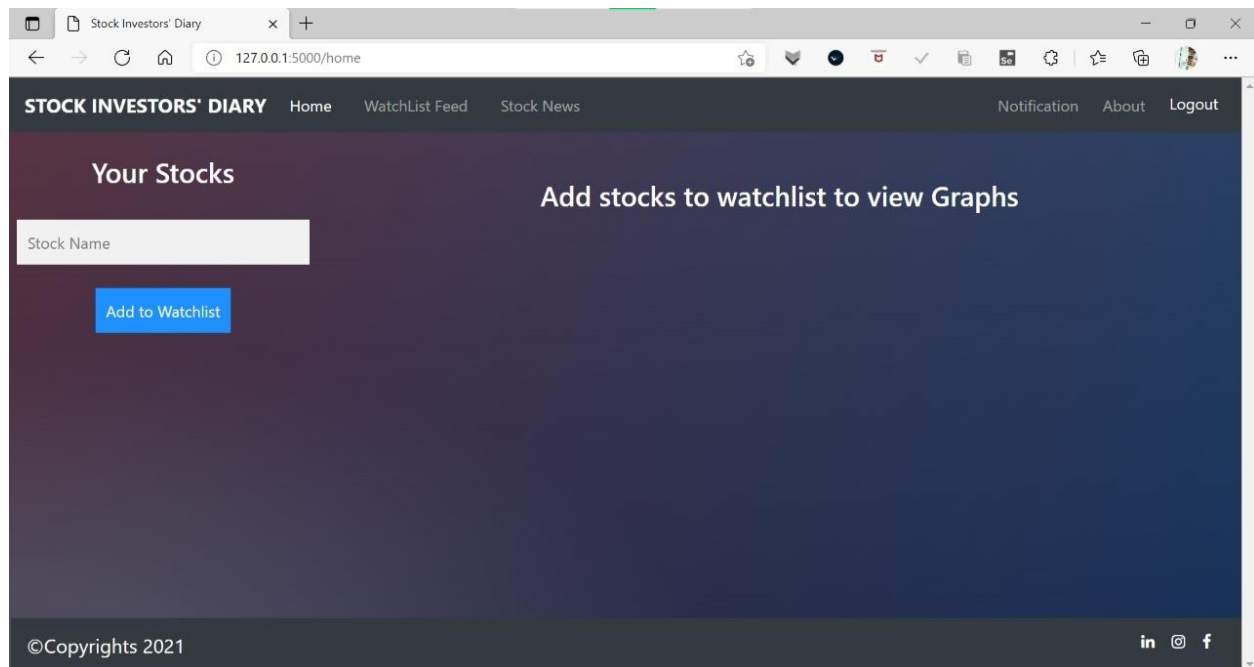 Stock Investors' Diary
127.0.0.1:5000/home
Se
STOCK INVESTORS' DIARY Home WatchList Feed Stock News Notification About Logout
Your Stocks
Add stocks to watchlist to view Graphs
Stock Name
Add to Watchlist
©Copyrights 2021
in f